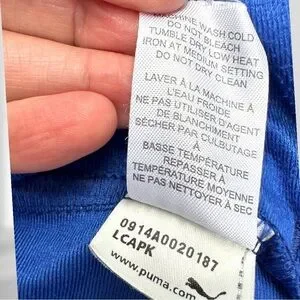 MACHINE WASH COLD
DO NOT BLEACH
TUMBLE DRY LOW HEAT
IRON AT MEDIUM SETTING
DO NOT DRY CLEAN
LAVER À LA MACHINE À
L'EAU FROIDE
NE PAS UTILISER D'AGENT
DE BLANCHIMENT
SÉCHER PAR CULBUTAGE
À
BASSE TEMPÉRATURE
REPASSER À
TEMPÉRATURE MOYENNE
NE PAS NETTOYER À SEC
0914A0020187
LCAPK
www.puma.com